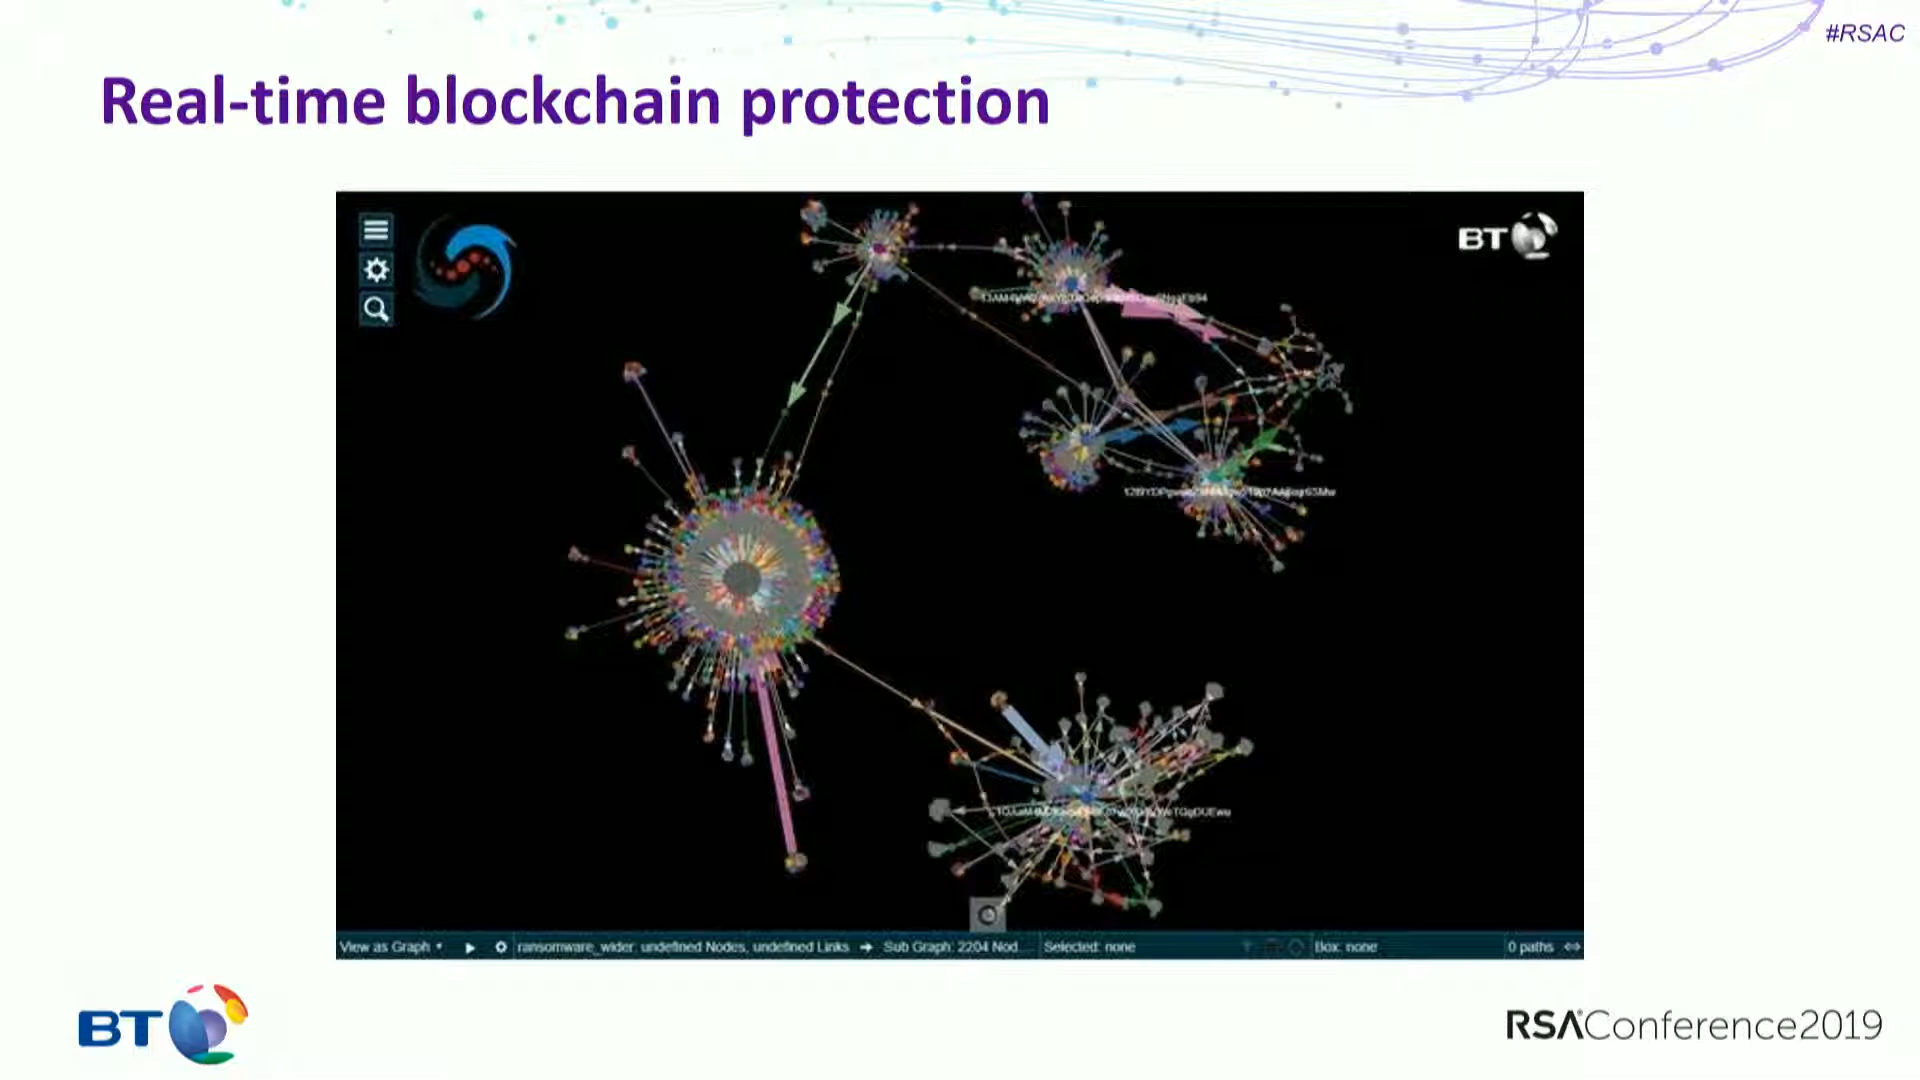 #RSAC
Real-time blockchain protection
BT
View as Graph
ransomware_wider: undefined Nodes, undefined Links → Sub Graph: 2204 Nod...
Selected: none
Box: none
0 paths
BT
RSAConference2019